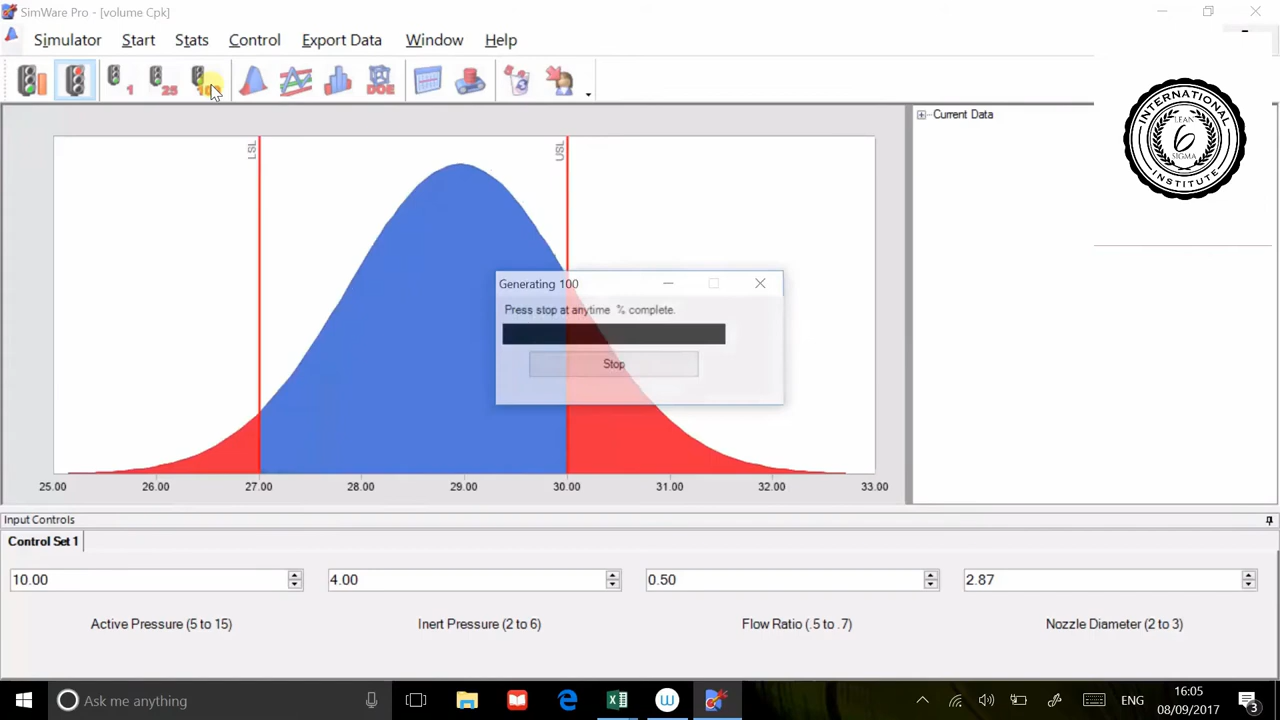 SimWare Pro - [volume Cpk]
Simulator Start Stats Control Export Data Window Help
1 25 100 DOE
LSL
USL
Current Data
INTERNATIONAL
LEAN
6
SIGMA
INSTITUTE
Generating 100
Press stop at anytime % complete.
Stop
25.00 26.00 27.00 28.00 29.00 30.00 31.00 32.00 33.00
Input Controls
Control Set 1
10.00 4.00 0.50 2.87
Active Pressure (5 to 15) Inert Pressure (2 to 6) Flow Ratio (.5 to .7) Nozzle Diameter (2 to 3)
Ask me anything
ENG
16:05
08/09/2017
3